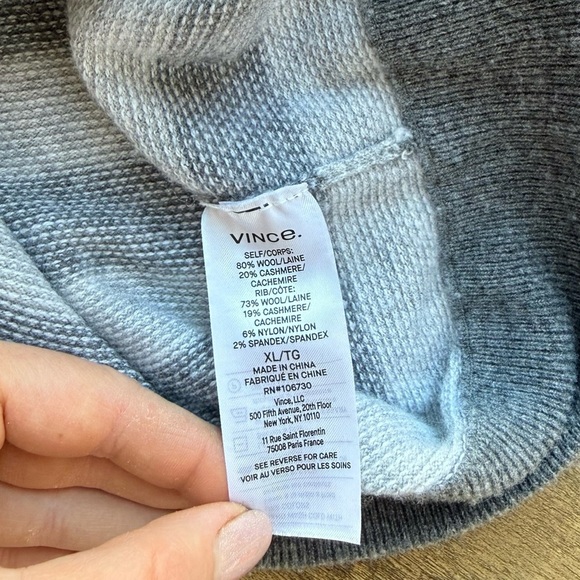 VINCE.
SELF/CORPS:
80% WOOL/LAINE
20% CASHMERE/
CACHEMIRE
RIB/CÔTE:
73% WOOL/LAINE
19% CASHMERE/
CACHEMIRE
6% NYLON/NYLON
2% SPANDEX/SPANDEX
XL/TG
MADE IN CHINA
FABRIQUÉ EN CHINE
RN#106730
Vince, LLC
500 Fifth Avenue, 20th Floor
New York, NY 10110
11 Rue Saint Florentin
75008 Paris France
SEE REVERSE FOR CARE
VOIR AU VERSO POUR LES SOINS